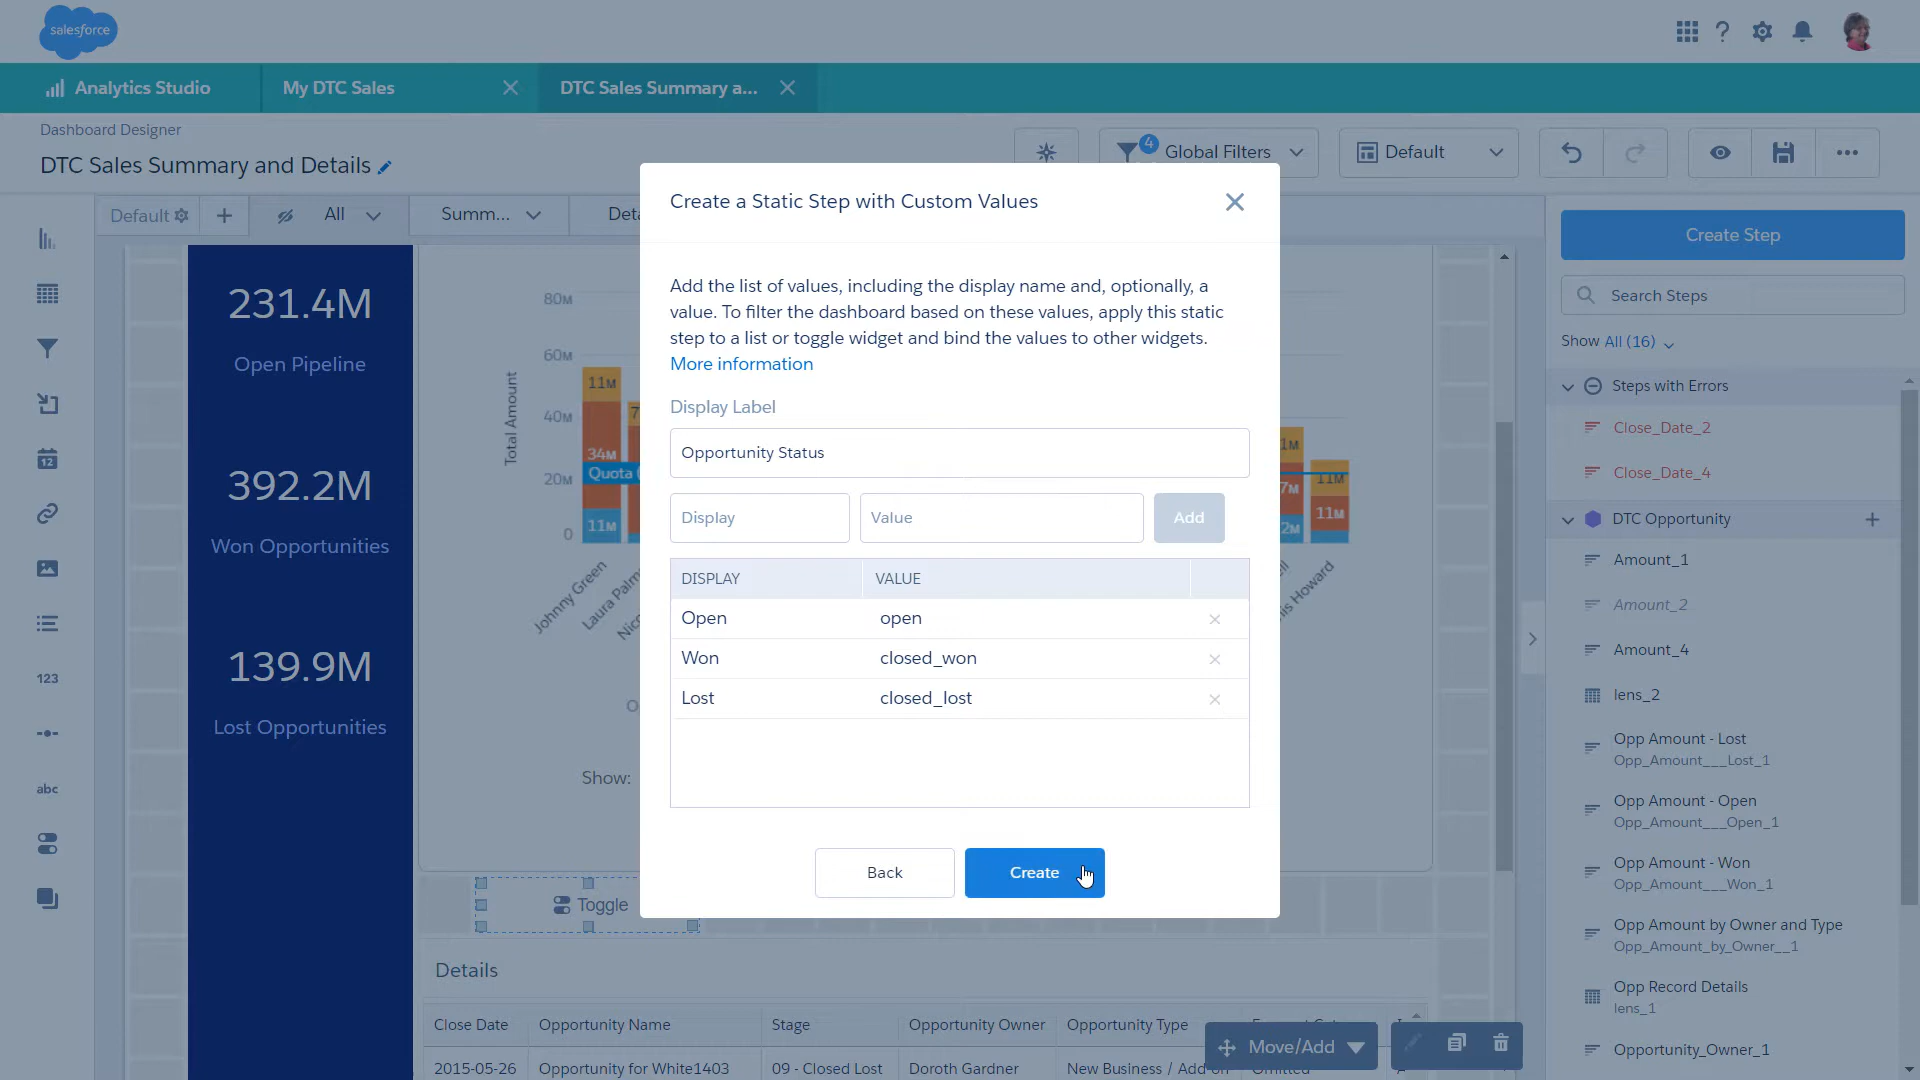 salesforce
Analytics Studio
My DTC Sales
DTC Sales Summary a...
Dashboard Designer
DTC Sales Summary and Details
4
Global Filters
Default
Default
All
Summ...
231.4M
Open Pipeline
392.2M
Won Opportunities
139.9M
Lost Opportunities
12
123
abc
80M
60M
40M
20M
0
Total Amount
11M
34M
Quota
11M
Johnny Green
Show:
Toggle
11M
11M
Create a Static Step with Custom Values
Add the list of values, including the display name and, optionally, a
value. To filter the dashboard based on these values, apply this static
step to a list or toggle widget and bind the values to other widgets.
More information
Display Label
Opportunity Status
Display Value Add
DISPLAY VALUE
Open open
Won closed_won
Lost closed_lost
Back Create
Create Step
Search Steps
Show All (16)
Steps with Errors
Close_Date_2
Close_Date_4
DTC Opportunity
Amount_1
Amount_2
Amount_4
lens_2
Opp Amount - Lost
Opp_Amount___Lost_1
Opp Amount - Open
Opp_Amount___Open_1
Opp Amount - Won
Opp_Amount___Won_1
Opp Amount by Owner and Type
Opp_Amount_by_Owner__1
Opp Record Details
lens_1
Opportunity_Owner_1
Details
Close Date Opportunity Name Stage Opportunity Owner Opportunity Type
2015-05-26 Opportunity for White1403 09 - Closed Lost Doroth Gardner New Business / Add-on Omitted
Move/Add